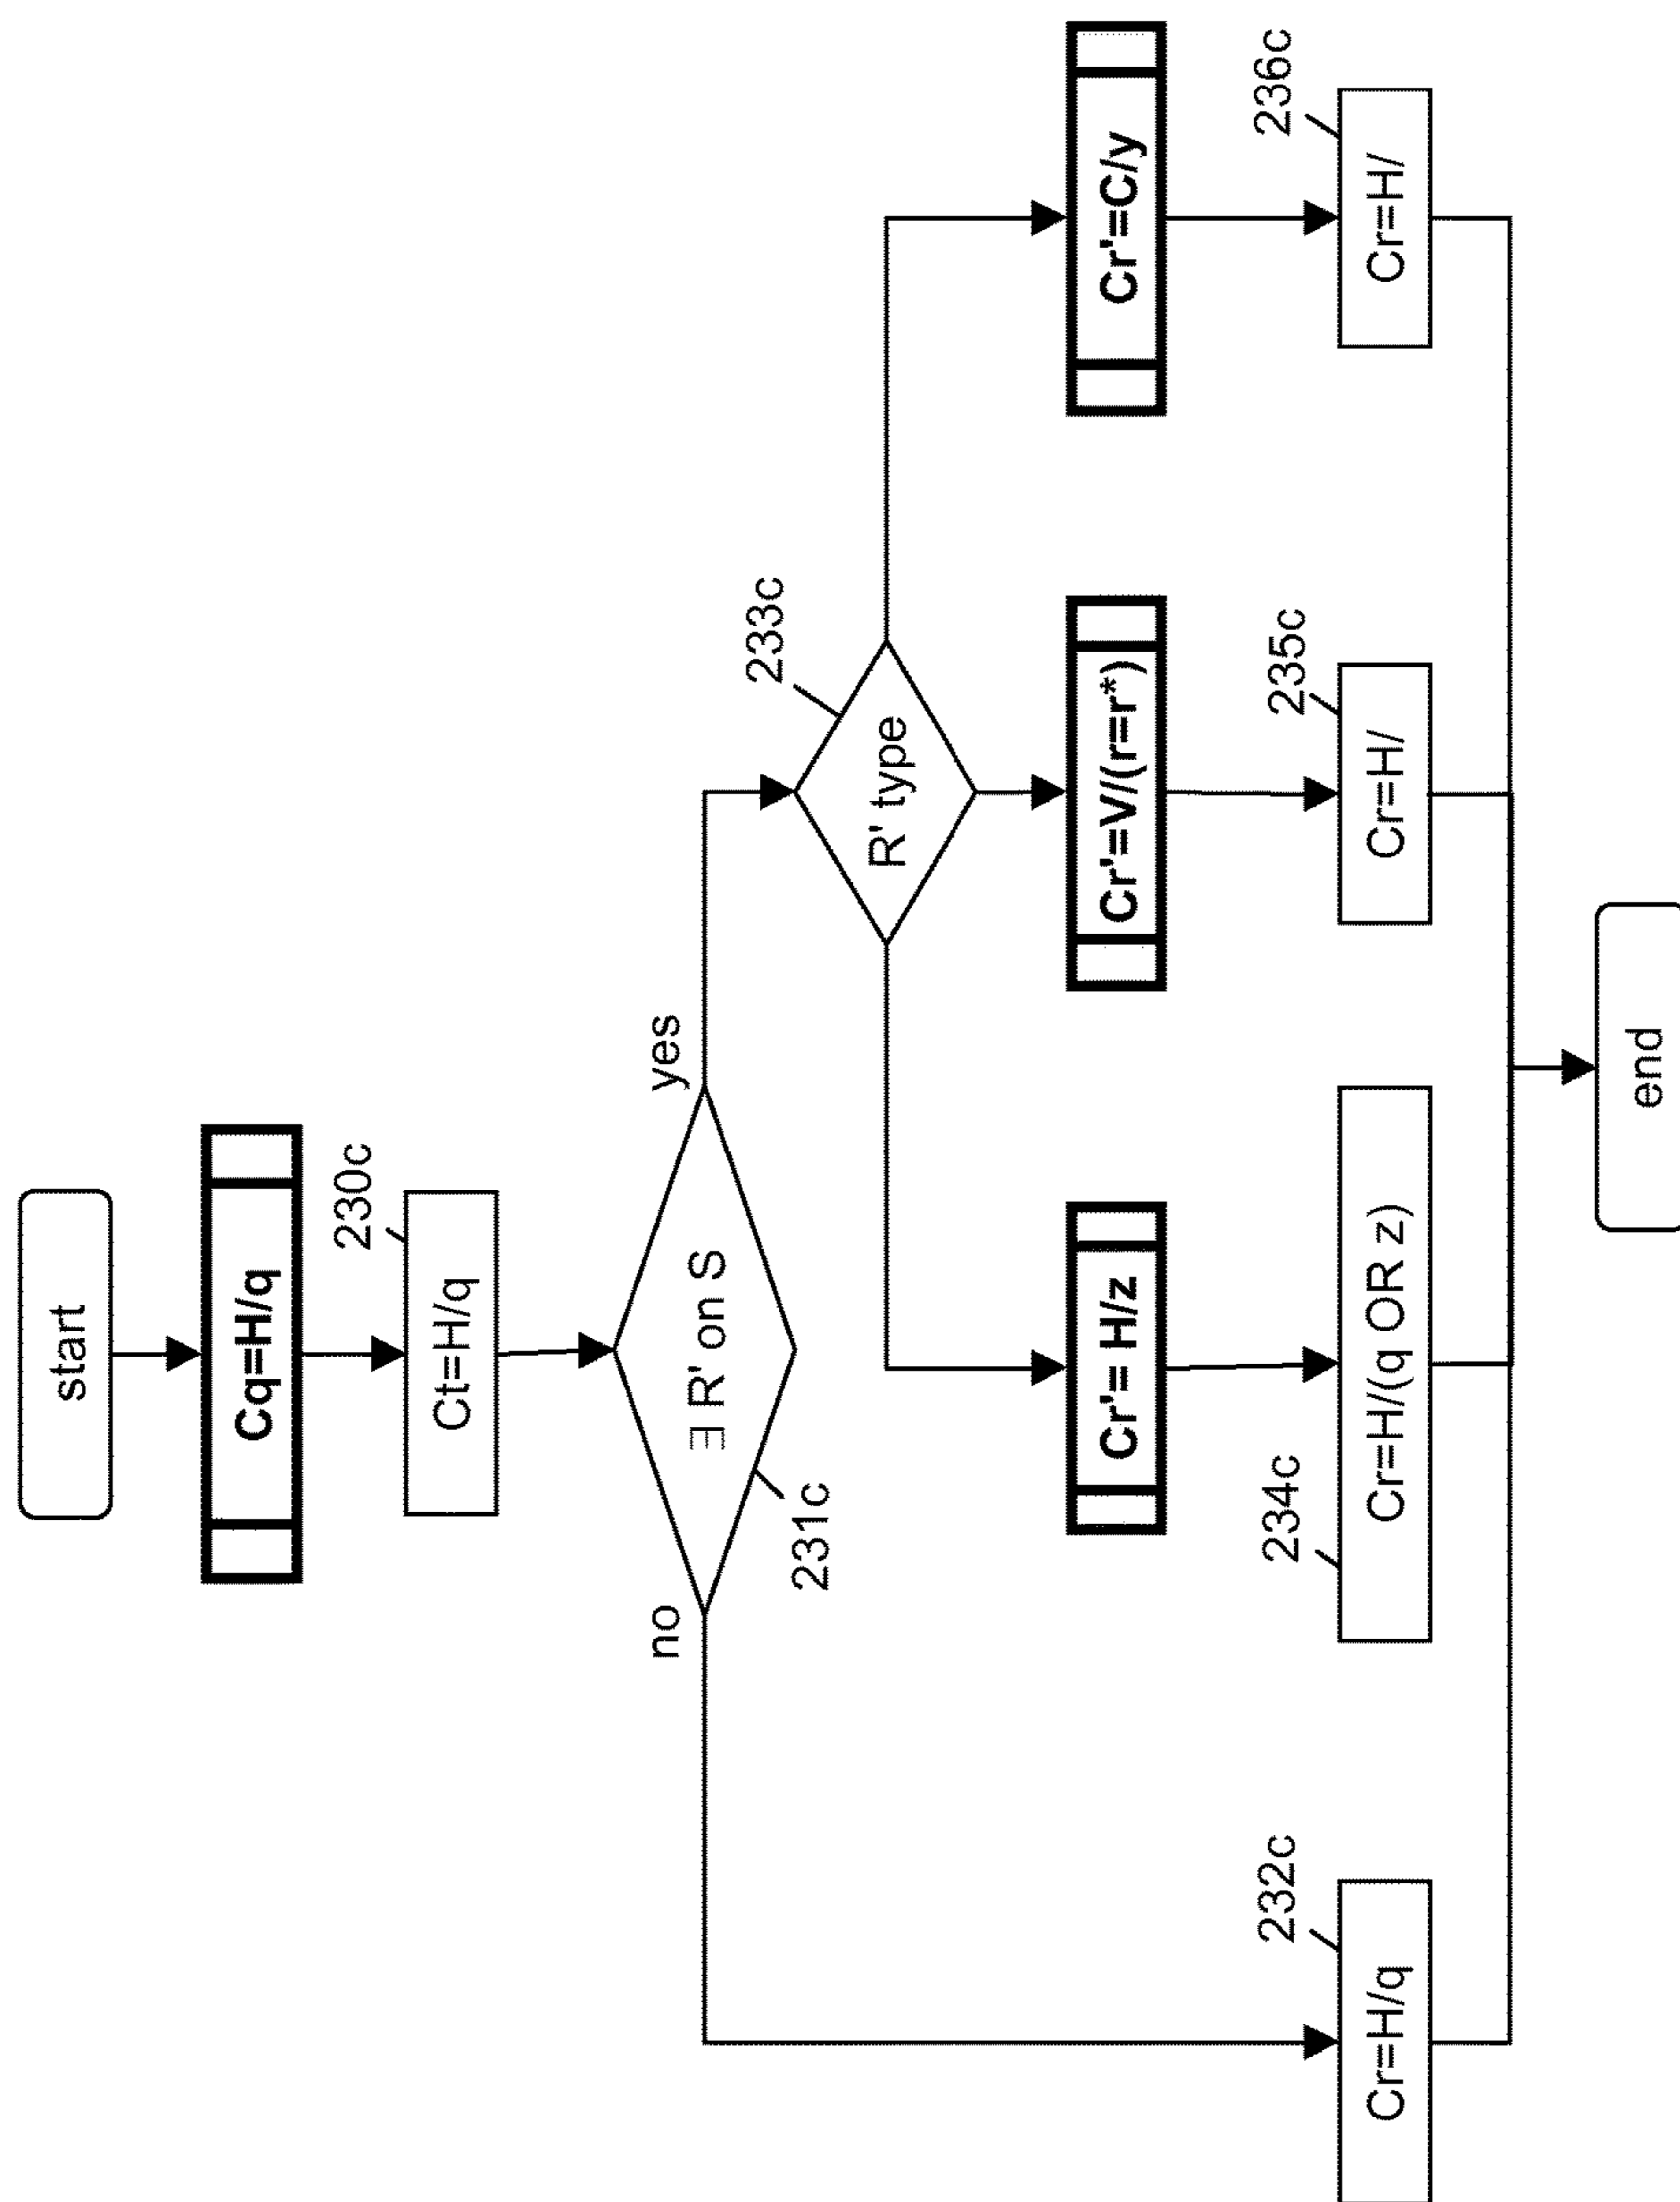 start
Cq=H/q
230c
Ct=H/q
no
yes
∃ R' on S
231c
233c
R' type
Cr'= H/z
Cr'=V/(r=r*)
Cr'=C/y
232c
234c
235c
236c
Cr=H/q
Cr=H/(q OR z)
Cr=H/
Cr=H/
end